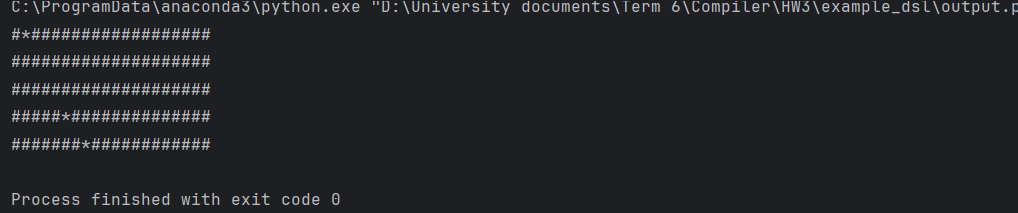 C:\ProgramData\anaconda3\python.exe "D:\University documents\Term 6\Compiler\HW3\example_dsl\output.p
#*##################
####################
####################
#####*##############
#######*############
Process finished with exit code 0